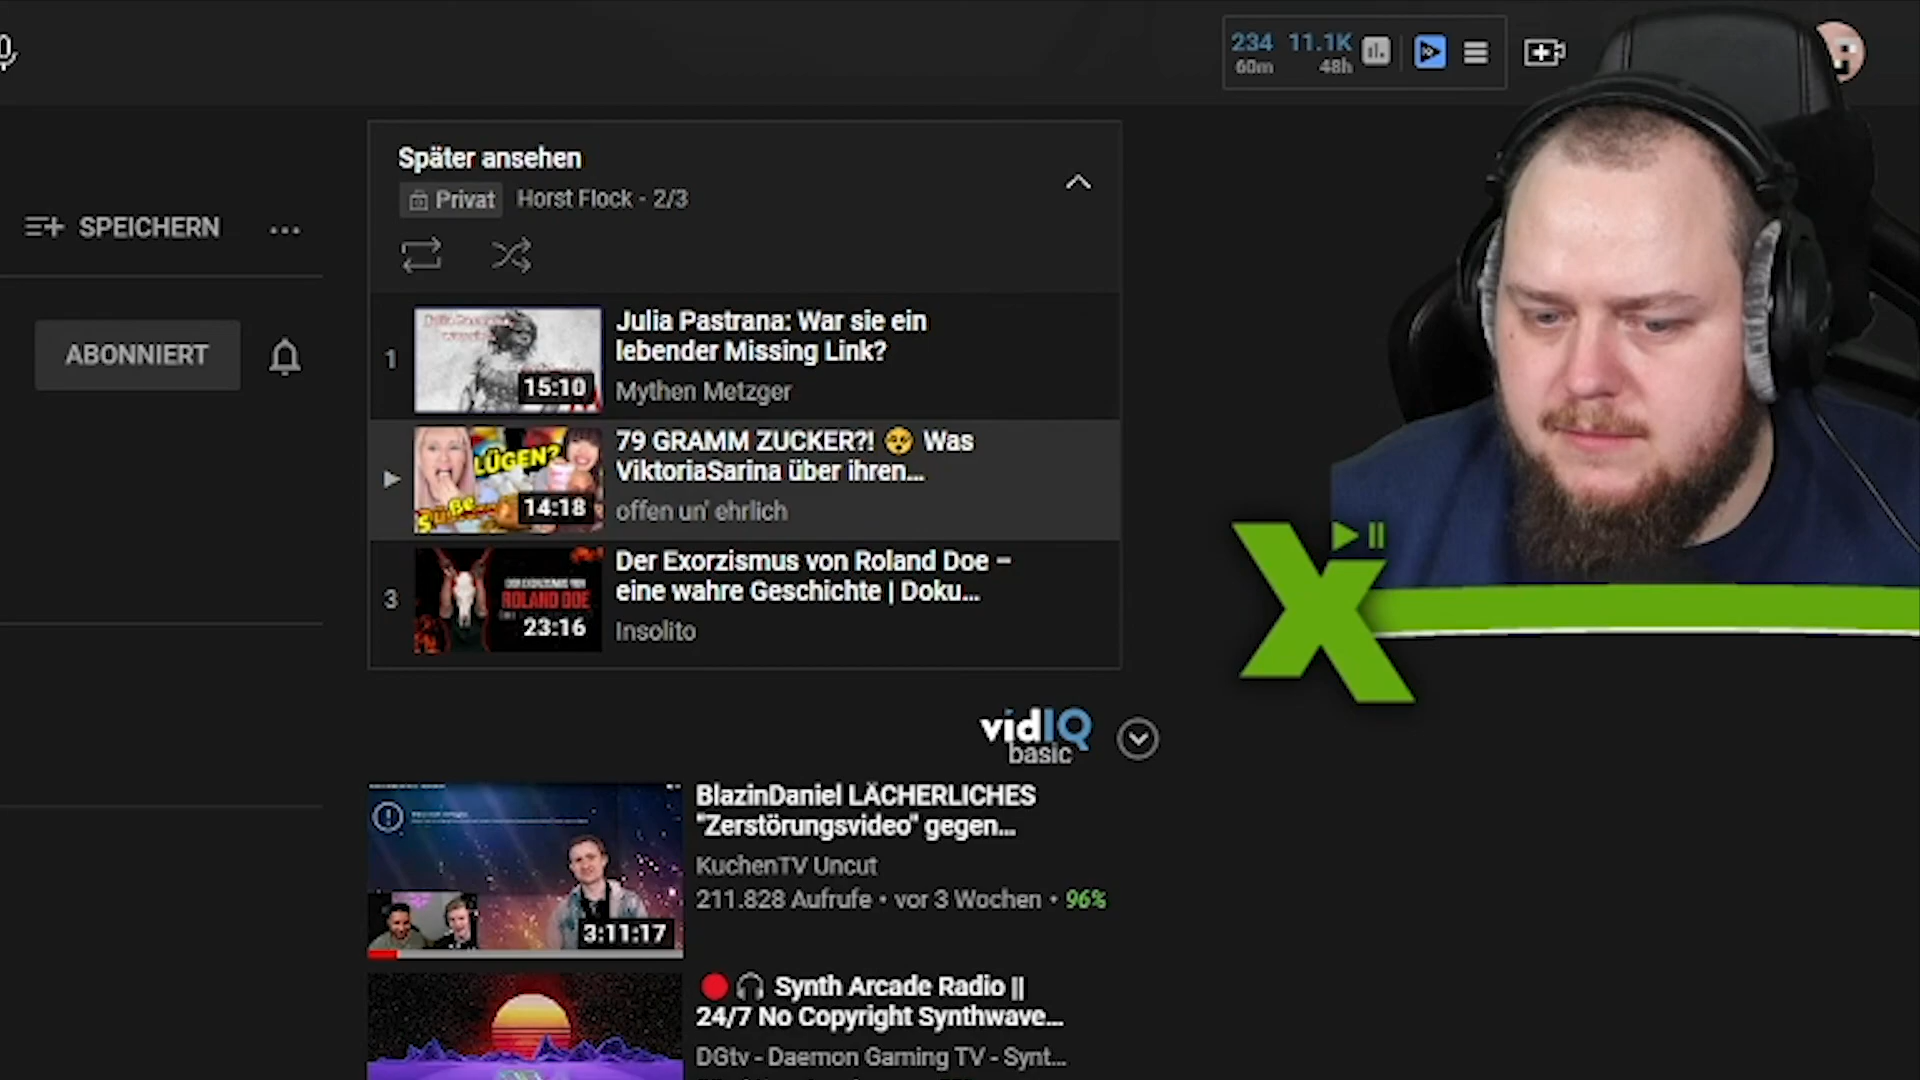 234 11.1K
60m 48h
Später ansehen
Privat Horst Flock - 2/3
SPEICHERN
ABONNIERT
1
15:10
Julia Pastrana: War sie ein
lebender Missing Link?
Mythen Metzger
LÜGEN?
14:18
79 GRAMM ZUCKER?! 🥺 Was
ViktoriaSarina über ihren...
offen un' ehrlich
3
DER EXORZISMUS VON
ROLAND DOE
23:16
Der Exorzismus von Roland Doe –
eine wahre Geschichte | Doku...
Insolito
X
vidIQ
basic
3:11:17
BlazinDaniel LÄCHERLICHES
"Zerstörungsvideo" gegen...
KuchenTV Uncut
211.828 Aufrufe • vor 3 Wochen • 96%
🔴🎧 Synth Arcade Radio ||
24/7 No Copyright Synthwave...
DGtv - Daemon Gaming TV - Synt...